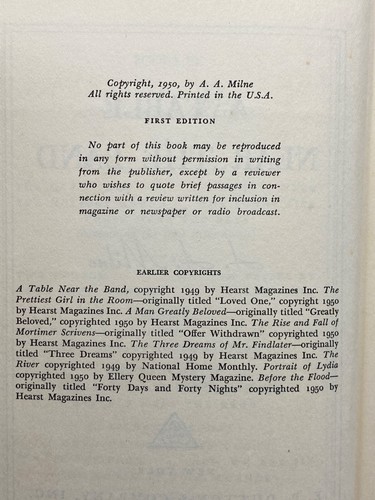 Copyright, 1950, by A. A. Milne
All rights reserved. Printed in the U.S.A.
FIRST EDITION
No part of this book may be reproduced
in any form without permission in writing
from the publisher, except by a reviewer
who wishes to quote brief passages in con-
nection with a review written for inclusion in
magazine or newspaper or radio broadcast.
EARLIER COPYRIGHTS
A Table Near the Band, copyright 1949 by Hearst Magazines Inc. The
Prettiest Girl in the Room—originally titled "Loved One," copyright 1950
by Hearst Magazines Inc. A Man Greatly Beloved—originally titled "Greatly
Beloved," copyrighted 1950 by Hearst Magazines Inc. The Rise and Fall of
Mortimer Scrivens—originally titled "Offer Withdrawn" copyrighted 1950
by Hearst Magazines Inc. The Three Dreams of Mr. Findlater—originally
titled "Three Dreams" copyrighted 1949 by Hearst Magazines Inc. The
River copyrighted 1949 by National Home Monthly. Portrait of Lydia
copyrighted 1950 by Ellery Queen Mystery Magazine. Before the Flood—
originally titled "Forty Days and Forty Nights" copyrighted 1950 by
Hearst Magazines Inc.